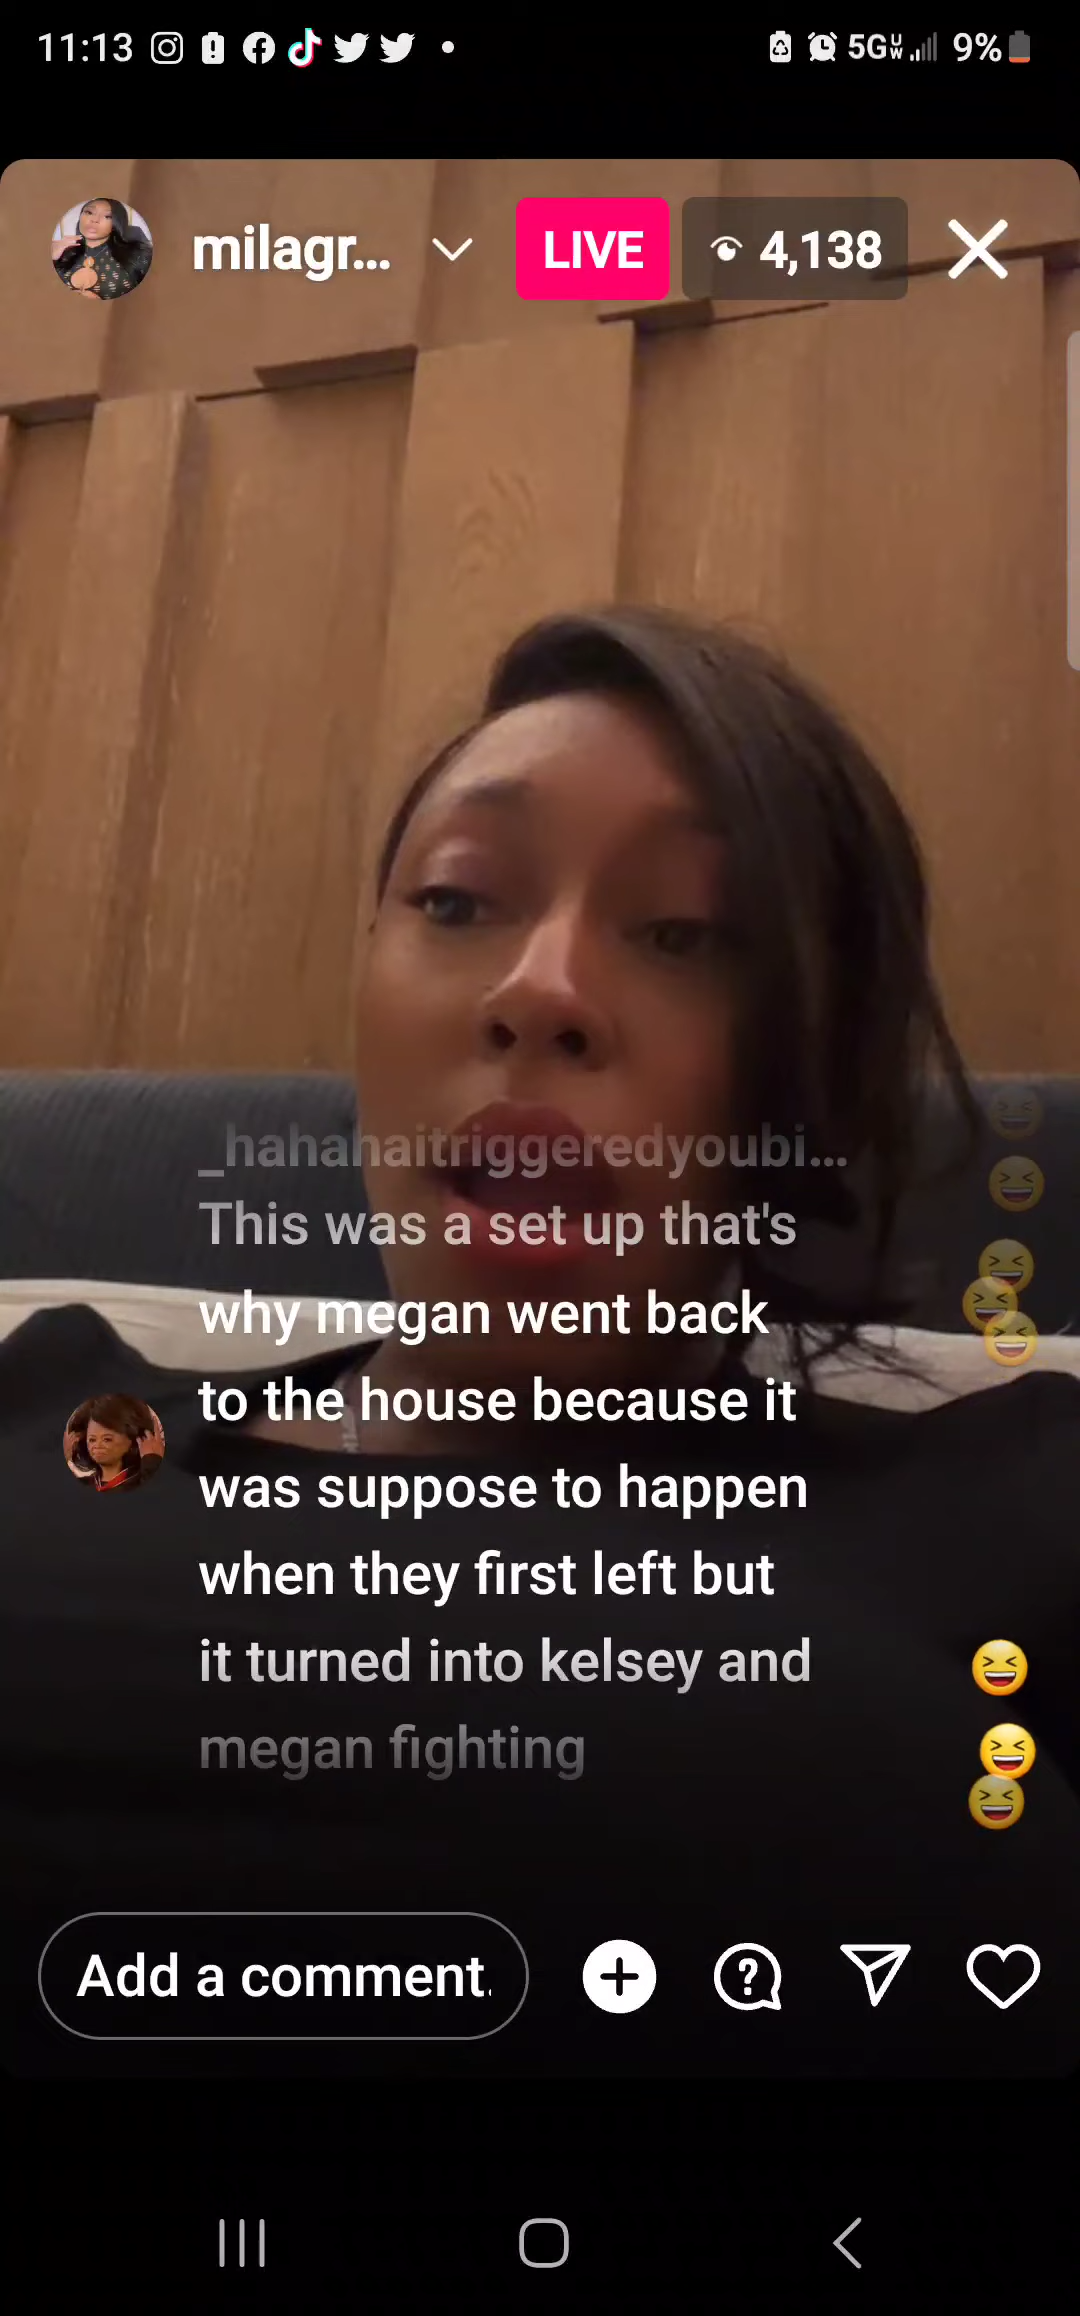 11:13
5G UW
9%
milagr...
LIVE
4,138
_hahahaitriggeredyoubi...
This was a set up that's
why megan went back
to the house because it
was suppose to happen
when they first left but
it turned into kelsey and
megan fighting
Add a comment.